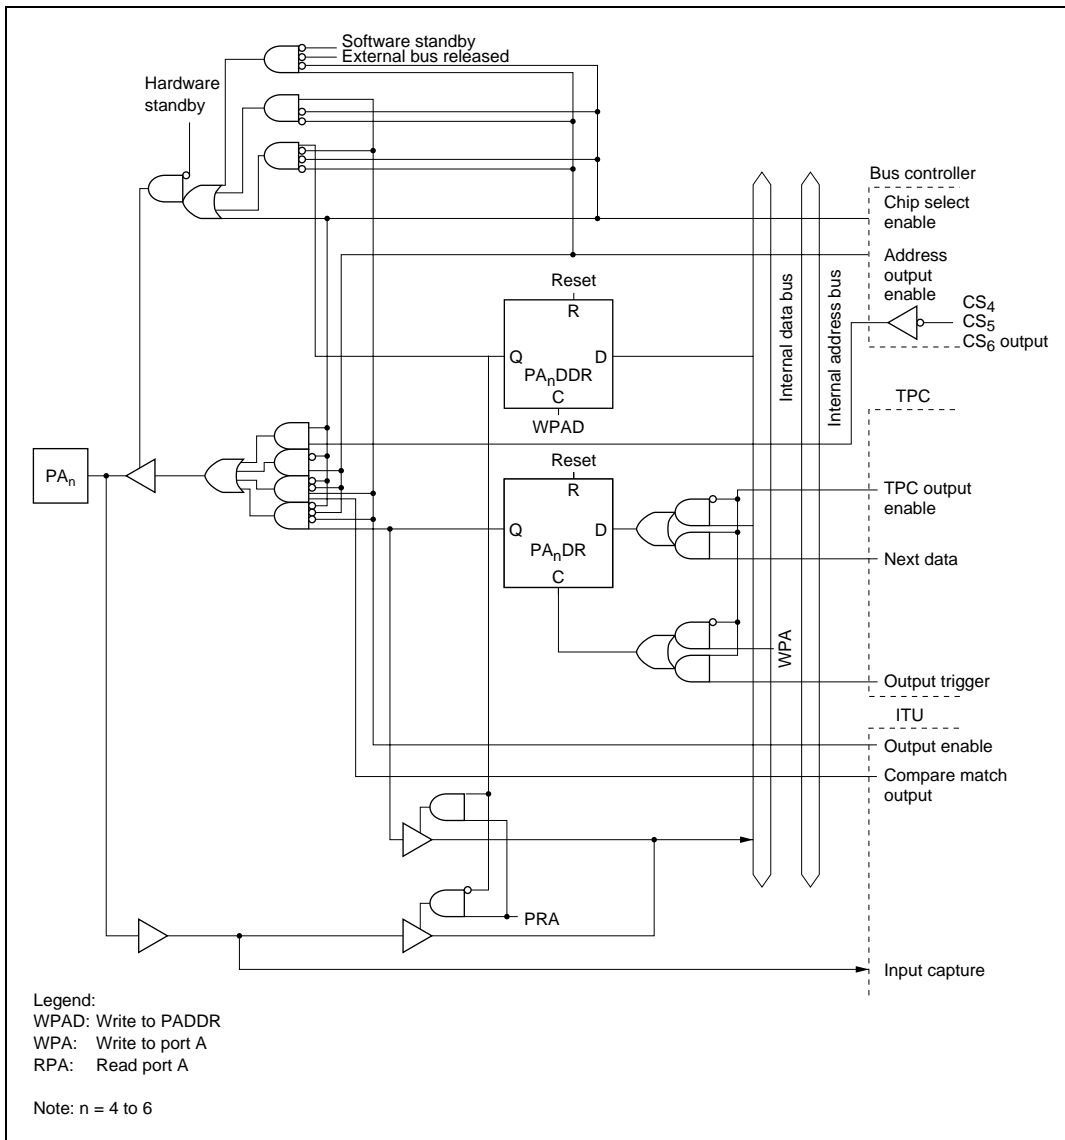 Software standby
External bus released
Hardware
standby
Bus controller
Chip select
enable
Address
output
enable
Internal data bus
Internal address bus
CS4
CS5
CS6 output
Reset
R
Q
D
PAnDDR
C
WPAD
TPC
PAn
Reset
R
Q
D
PAnDR
C
TPC output
enable
Next data
WPA
Output trigger
ITU
Output enable
Compare match
output
PRA
Input capture
Legend:
WPAD: Write to PADDR
WPA: Write to port A
RPA: Read port A
Note: n = 4 to 6